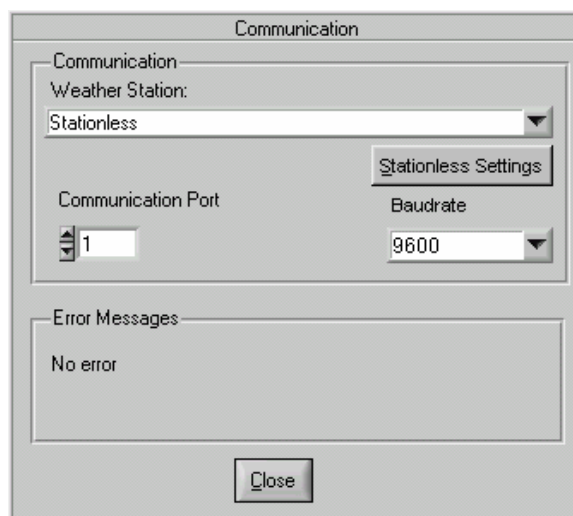 Communication
Communication
Weather Station:
Stationless
Stationless Settings
Communication Port
Baudrate
1
9600
Error Messages
No error
Close